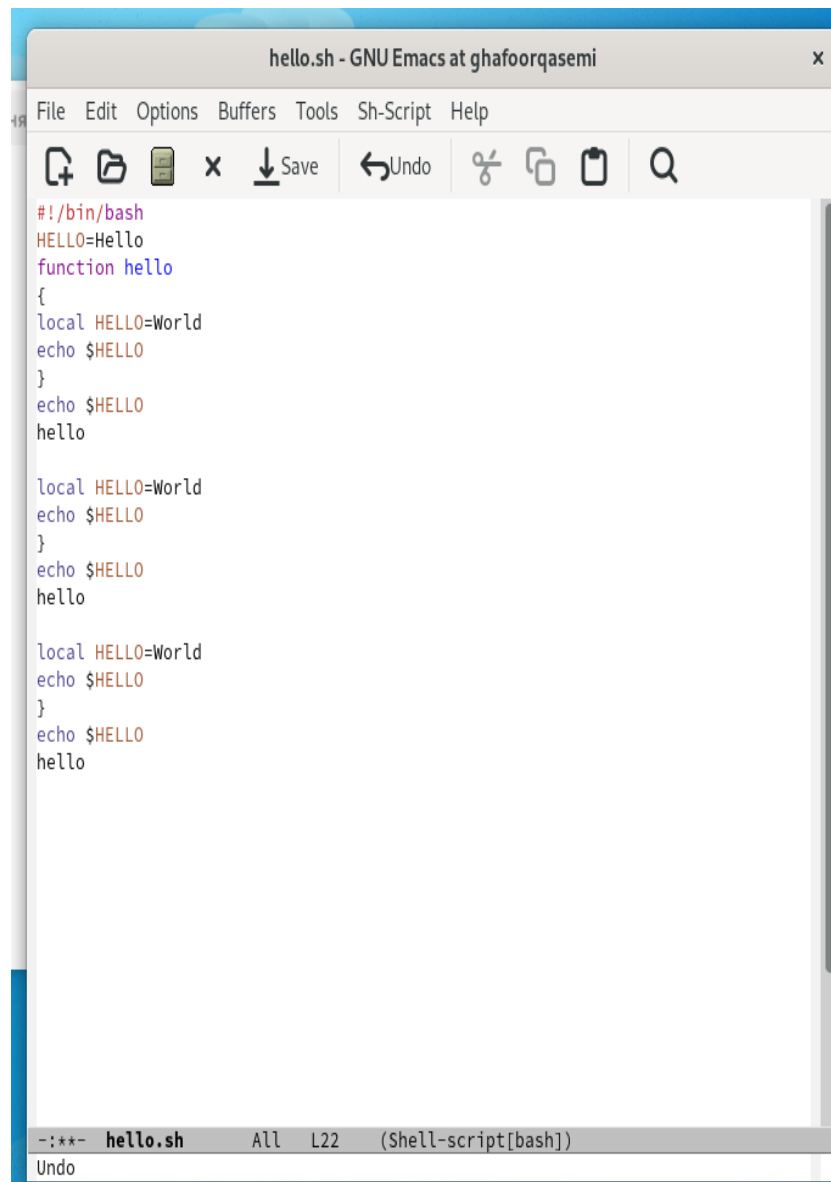 hello.sh - GNU Emacs at ghafoorqasemi
ня
File Edit Options Buffers Tools Sh-Script Help
Save Undo
#!/bin/bash
HELLO=Hello
function hello
{
local HELLO=World
echo $HELLO
}
echo $HELLO
hello
local HELLO=World
echo $HELLO
}
echo $HELLO
hello
local HELLO=World
echo $HELLO
}
echo $HELLO
hello
-:**- hello.sh All L22 (Shell-script[bash])
Undo